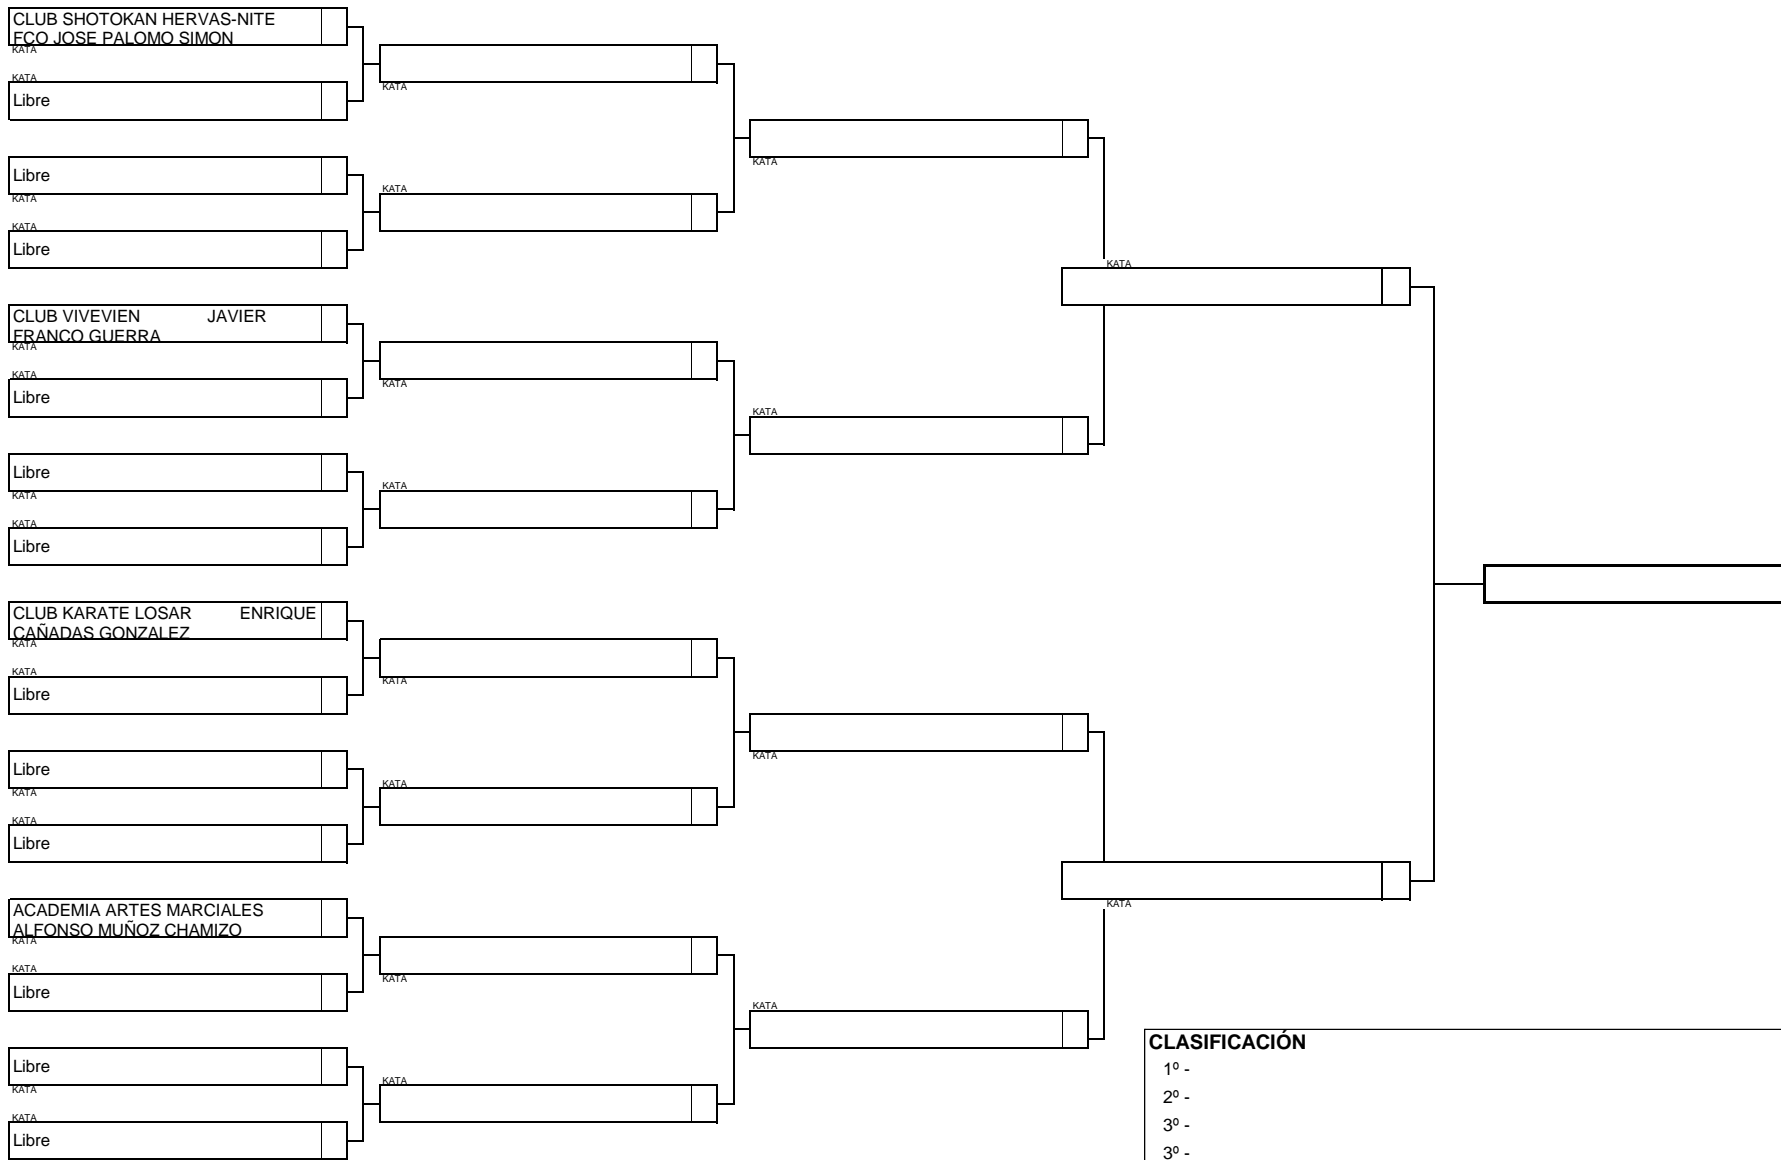 CLUB SHOTOKAN HERVAS-NITE
FCO JOSE PALOMO SIMON
KATA
KATA
Libre
Libre
KATA
KATA
Libre
CLUB VIVEVIEN JAVIER
FRANCO GUERRA
KATA
KATA
Libre
Libre
KATA
KATA
Libre
CLUB KARATE LOSAR ENRIQUE
CAÑADAS GONZALEZ
KATA
KATA
Libre
Libre
KATA
KATA
Libre
ACADEMIA ARTES MARCIALES
ALFONSO MUÑOZ CHAMIZO
KATA
KATA
Libre
Libre
KATA
KATA
Libre
KATA
KATA
KATA
KATA
KATA
KATA
KATA
KATA
KATA
KATA
KATA
KATA
KATA
KATA
CLASIFICACIÓN
1º -
2º -
3º -
3º -